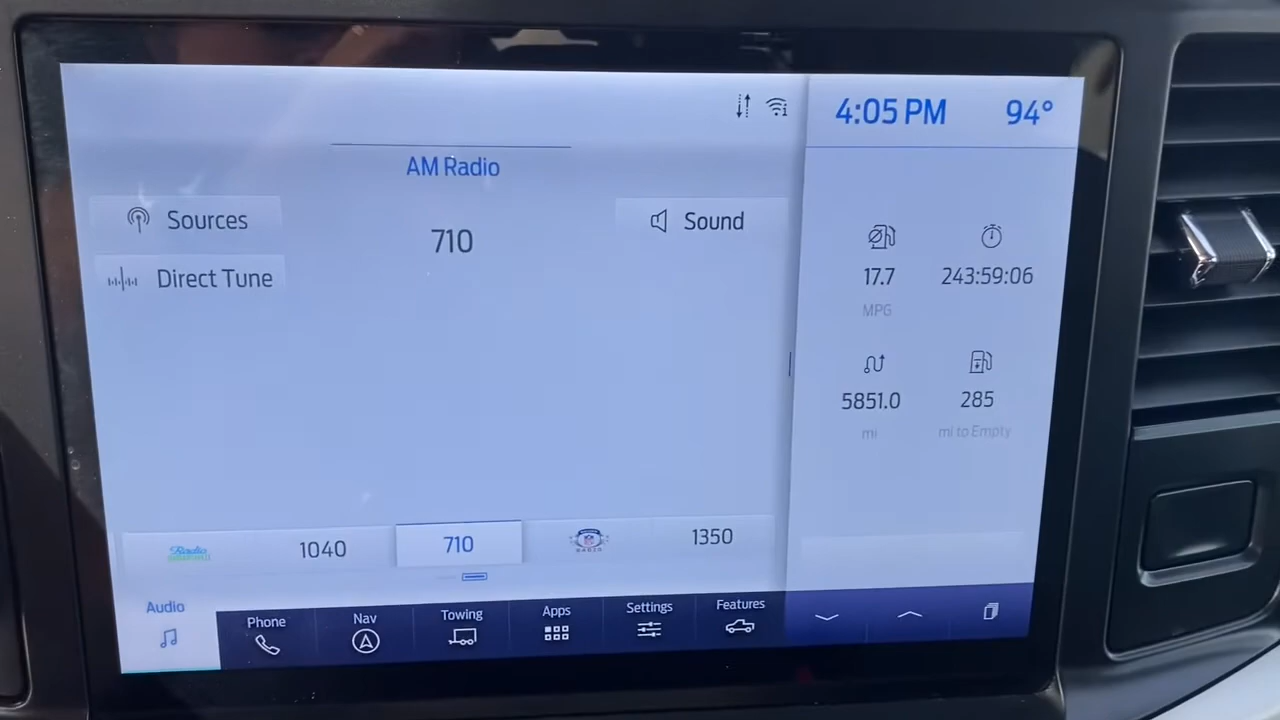 4:05 PM 94°
AM Radio
Sources
710
Sound
Direct Tune
17.7
MPG
243:59:06
5851.0
mi
285
mi to Empty
1040
710
RADIO
1350
Audio
Phone
Nav
Towing
Apps
Settings
Features